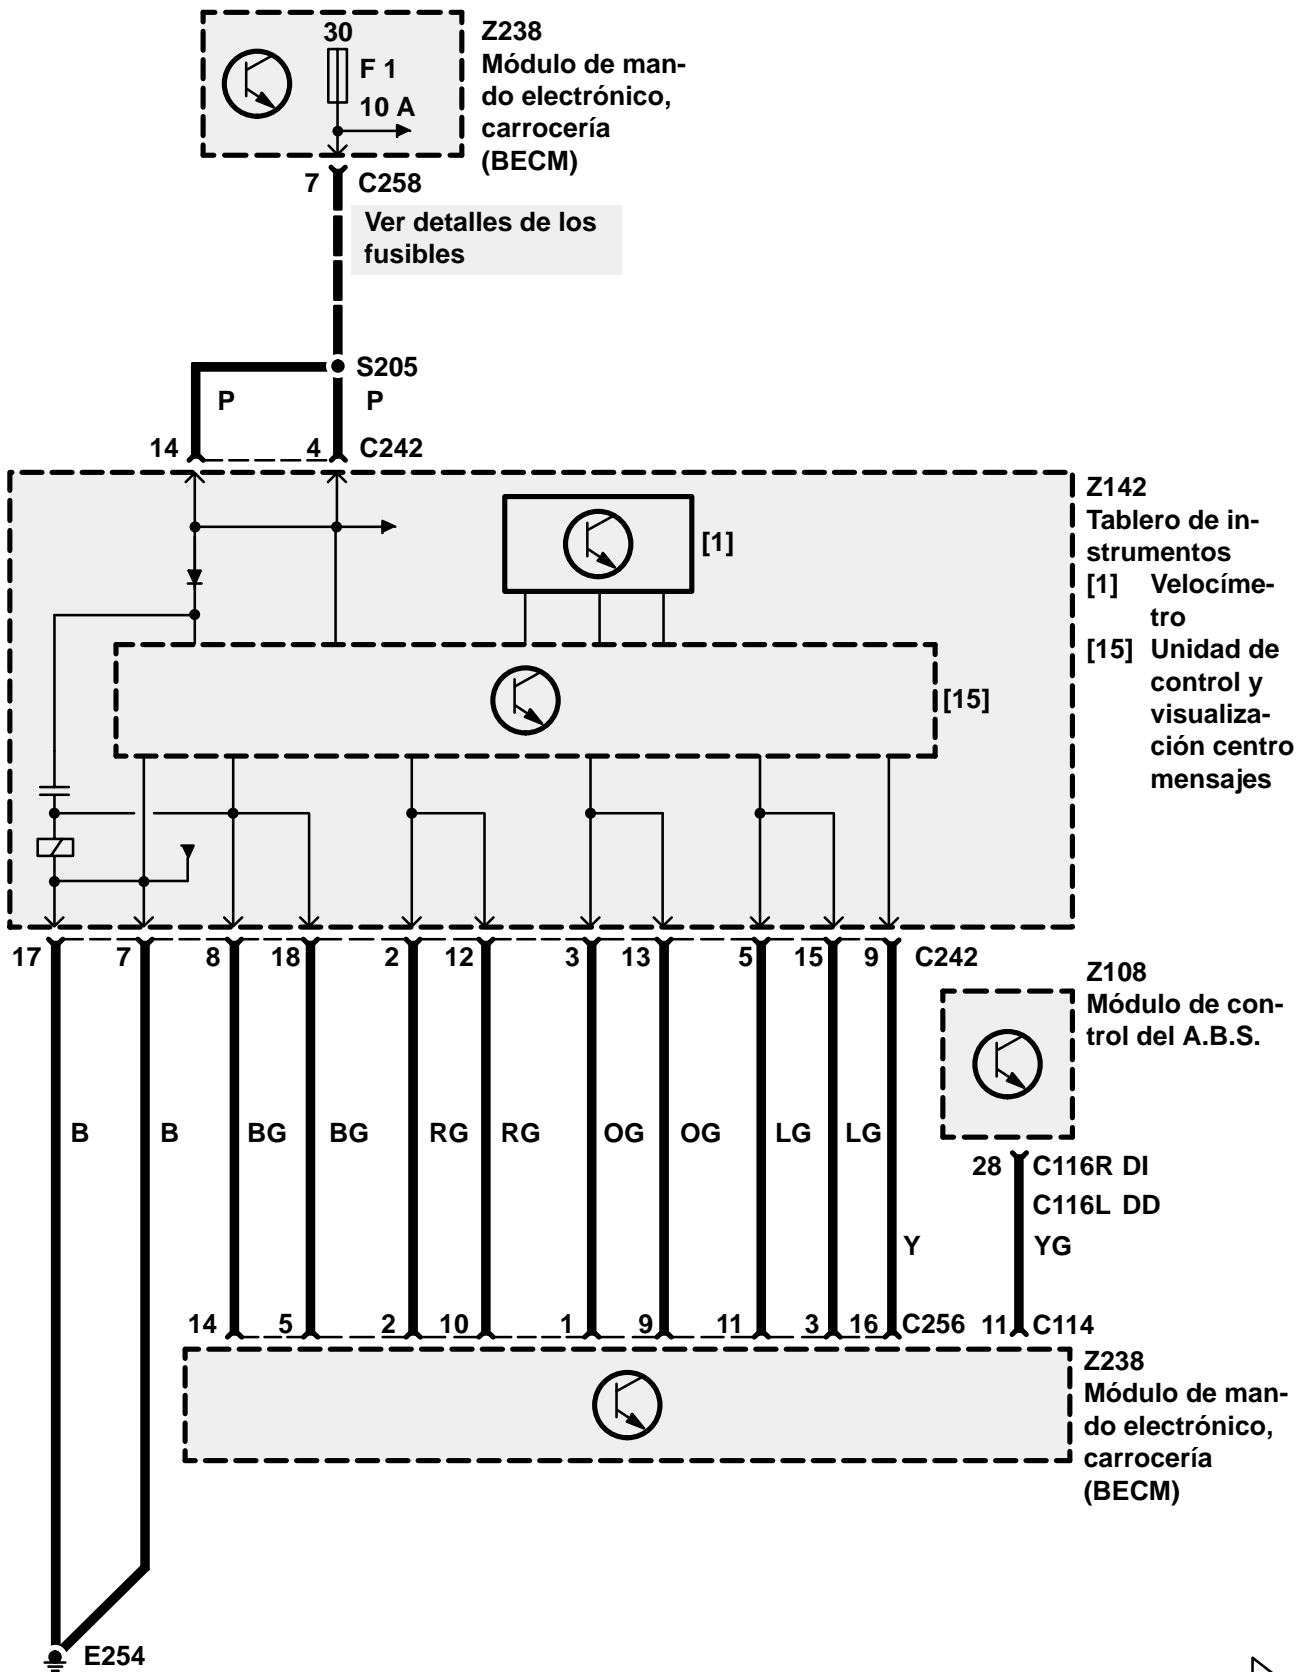 30
F 1
10 A
Z238
Módulo de man-
do electrónico,
carrocería
(BECM)
7 C258
Ver detalles de los
fusibles
S205
P P
14 4 C242
[1]
[15]
Z142
Tablero de in-
strumentos
[1] Velocíme-
tro
[15] Unidad de
control y
visualiza-
ción centro
mensajes
17 7 8 18 2 12 3 13 5 15 9 C242
Z108
Módulo de con-
trol del A.B.S.
B B BG BG RG RG OG OG LG LG
28 C116R DI
C116L DD
Y YG
14 5 2 10 1 9 11 3 16 C256 11 C114
Z238
Módulo de man-
do electrónico,
carrocería
(BECM)
E254